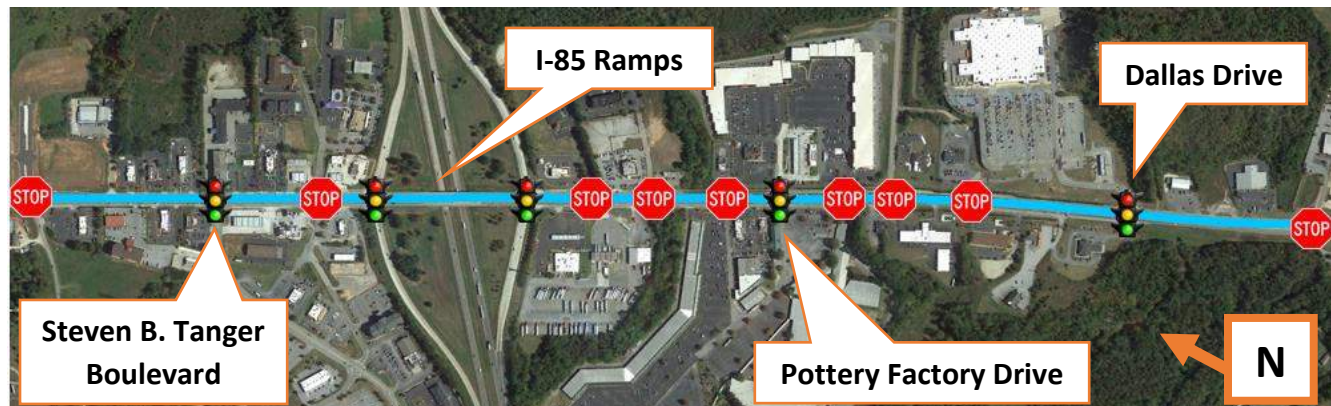 I-85 Ramps
Dallas Drive
STOP
STOP
STOP
STOP
STOP
STOP
STOP
STOP
STOP
Steven B. Tanger
Boulevard
Pottery Factory Drive
N